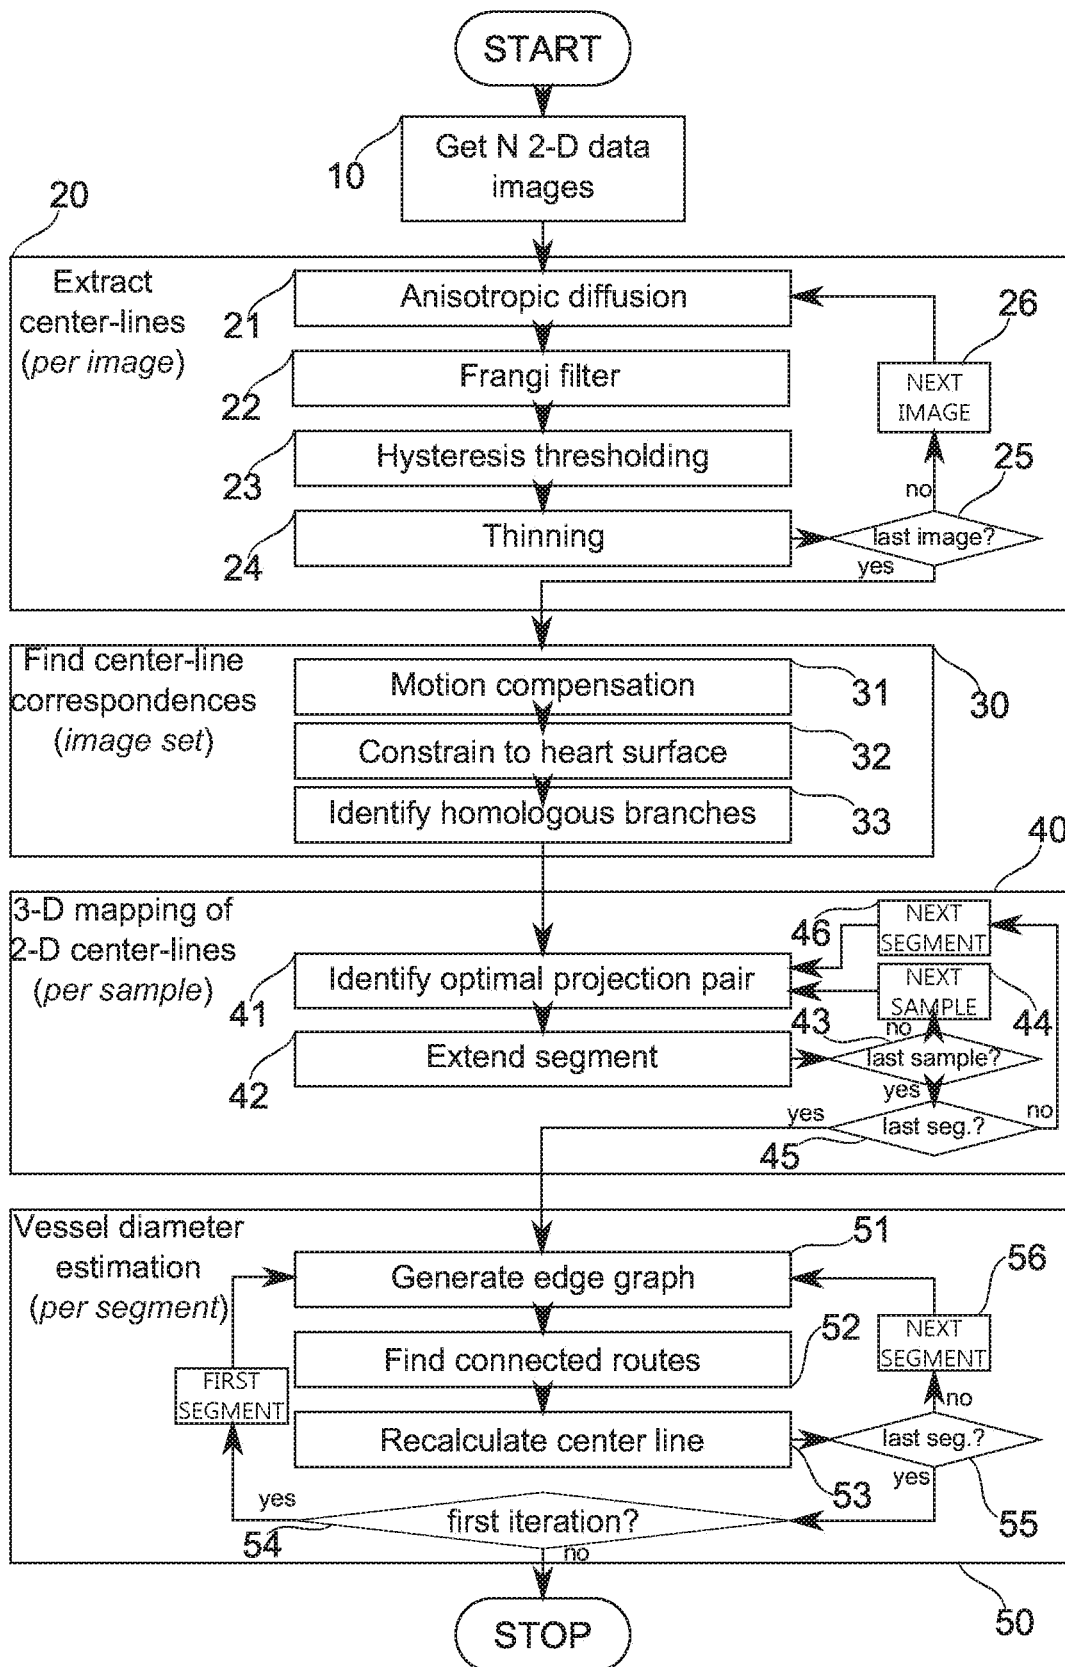 START
10
Get N 2-D data
images
20
Extract
center-lines
(per image)
21
Anisotropic diffusion
26
NEXT
IMAGE
22
Frangi filter
23
Hysteresis thresholding
no
25
24
Thinning
last image?
yes
Find center-line
correspondences
(image set)
Motion compensation
31
30
Constrain to heart surface
32
Identify homologous branches
33
40
3-D mapping of
2-D center-lines
(per sample)
46
NEXT
SEGMENT
41
Identify optimal projection pair
NEXT
SAMPLE
43
no
44
42
Extend segment
last sample?
yes
yes
last seg.?
no
45
Vessel diameter
estimation
(per segment)
51
Generate edge graph
56
NEXT
SEGMENT
52
Find connected routes
FIRST
SEGMENT
no
Recalculate center line
53
last seg.?
yes
55
yes
54
first iteration?
no
50
STOP